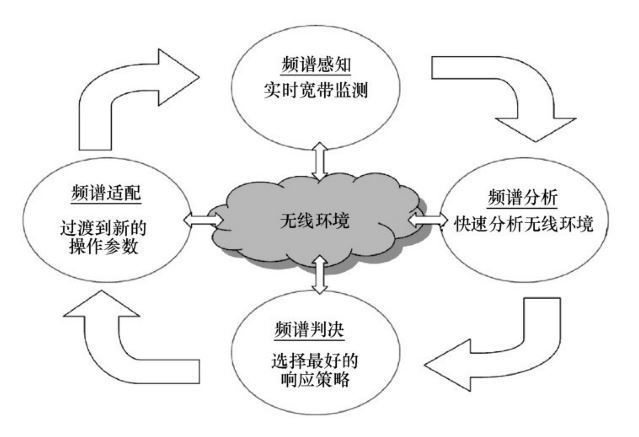 频谱感知
实时宽带监测
频谱适配
过渡到新的
操作参数
无线环境
频谱分析
快速分析无线环境
频谱判决
选择最好的
响应策略